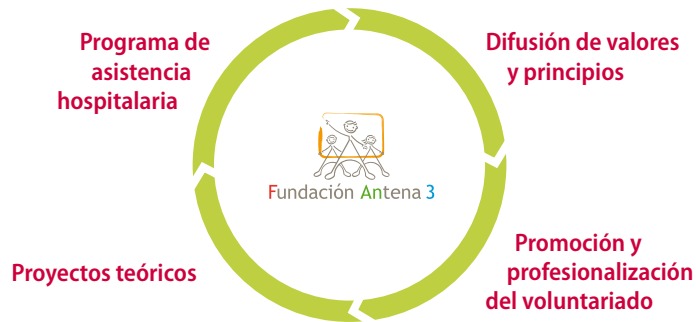 Programa de
asistencia
hospitalaria
Difusión de valores
y principios
Fundación Antena 3
Proyectos teóricos
Promoción y
profesionalización
del voluntariado